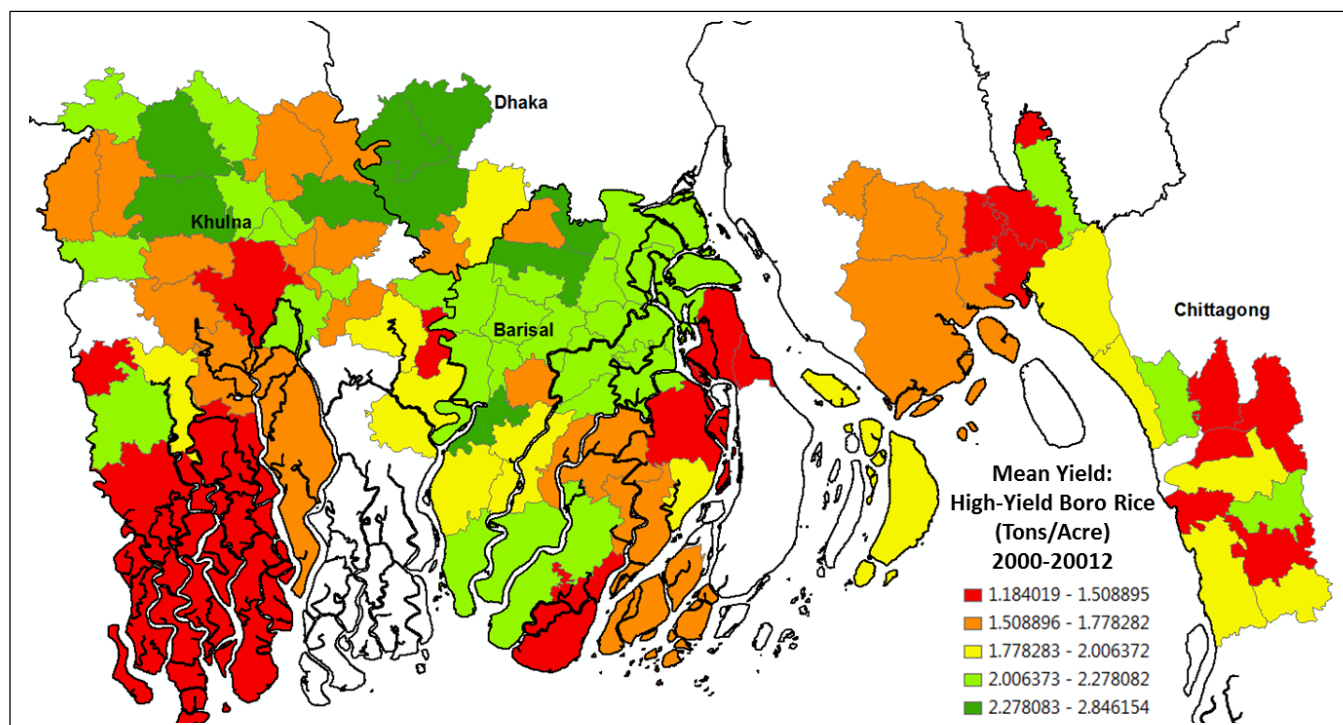 Dhaka
Khulna
Barisal
Chittagong
Mean Yield:
High-Yield Boro Rice
(Tons/Acre)
2000-20012
1.184019 - 1.508895
1.508896 - 1.778282
1.778283 - 2.006372
2.006373 - 2.278082
2.278083 - 2.846154